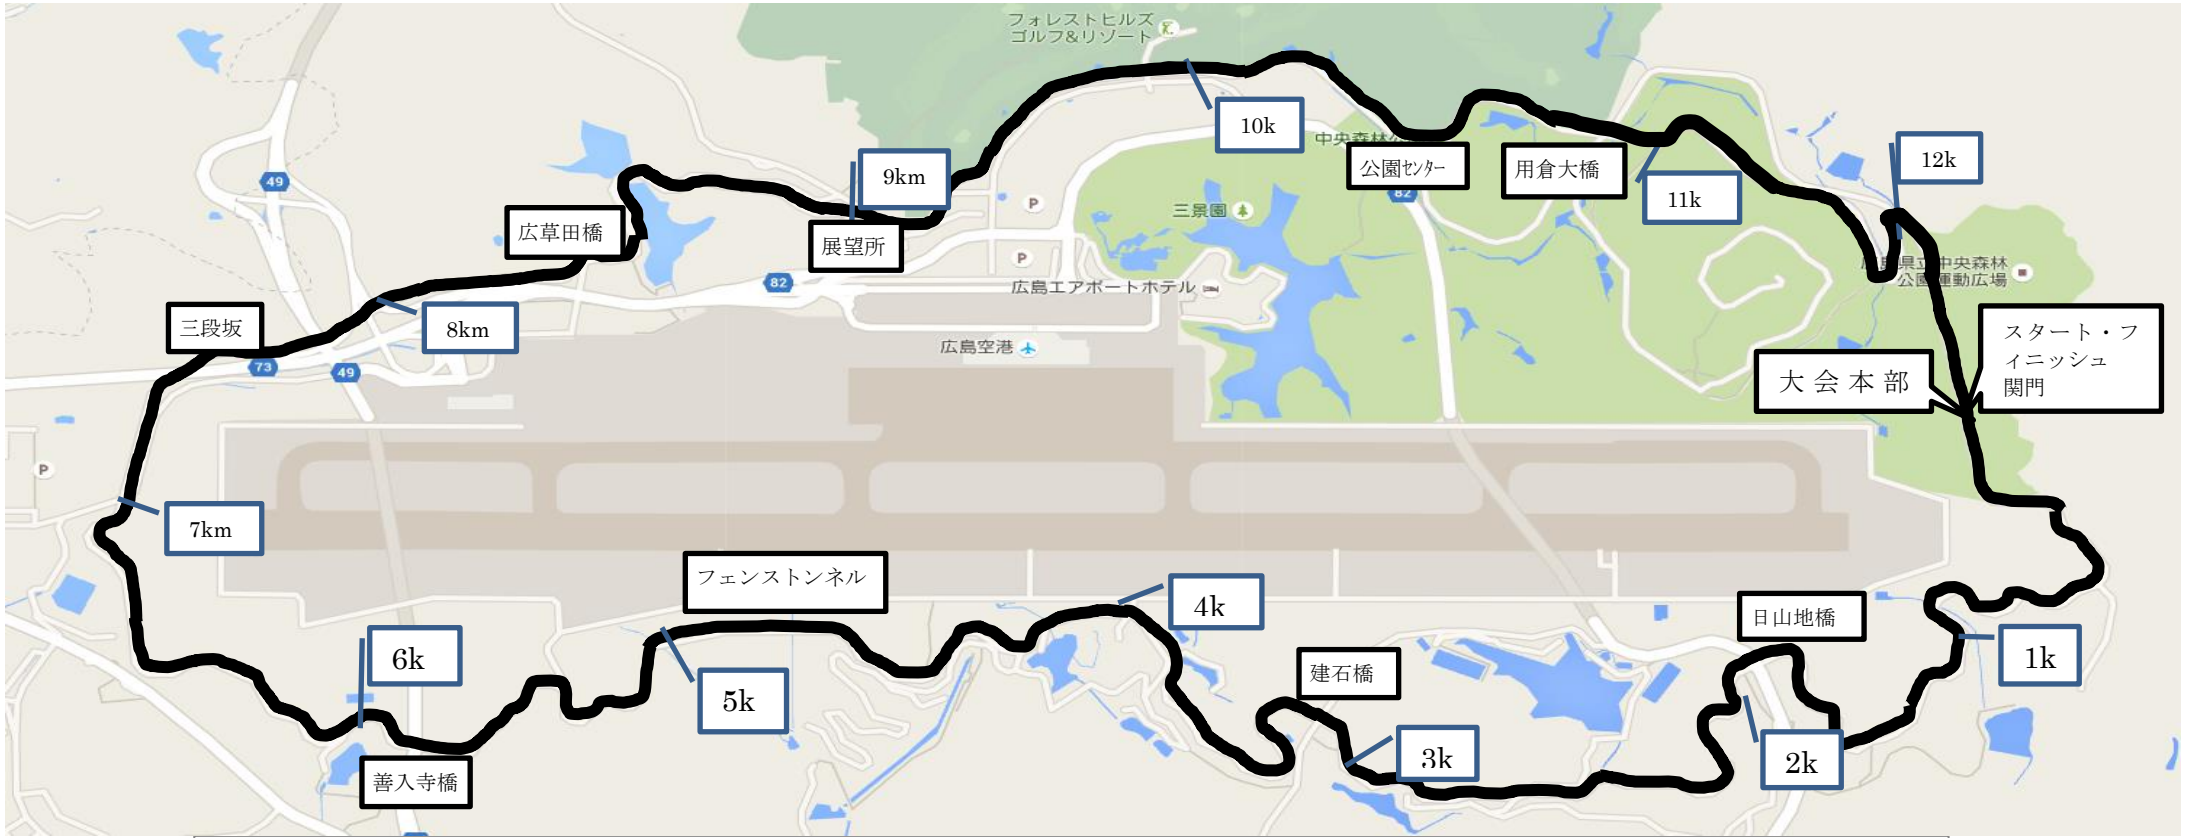 フォレストヒルズ
ゴルフ&リゾート
10k
中央森林公
公園センター
用倉大橋
11k
12k
9km
49
82
三景園
P
広草田橋
展望所
P
82
広島エアポートホテル
広島県立中央森林
公園運動広場
三段坂
8km
広島空港
73
49
大会本部
スタート・フ
ィニッシュ
関門
P
7km
フェンストンネル
4k
日山地橋
1k
6k
5k
建石橋
3k
2k
善入寺橋